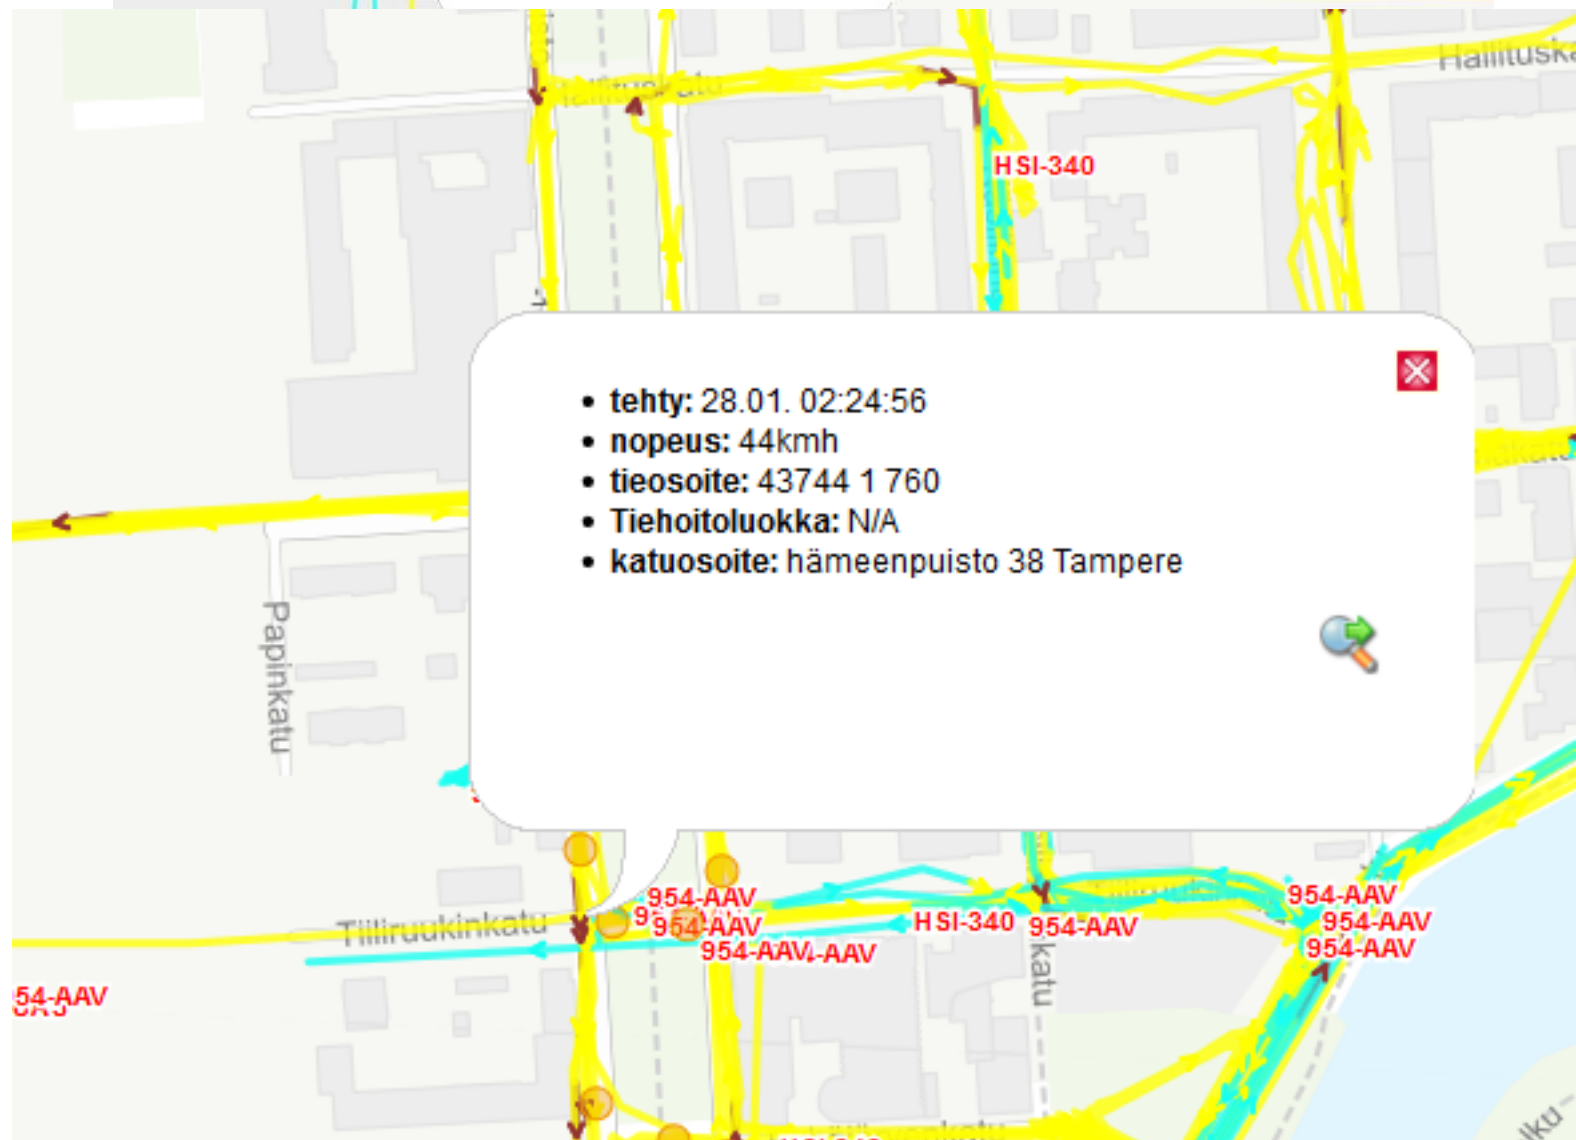 Hallituska
HSI-340
tehty: 28.01. 02:24:56
nopeus: 44kmh
tieosoite: 43744 1 760
Tiehoitoluokka: N/A
katuosoite: hämeenpuisto 38 Tampere
Papinkatu
954-AAV
954-AAV
954-AAV
Tiiliruukinkatu
HSI-340
954-AAV
954-AAV
954-AAV
954-AAV
katu
54-AAV